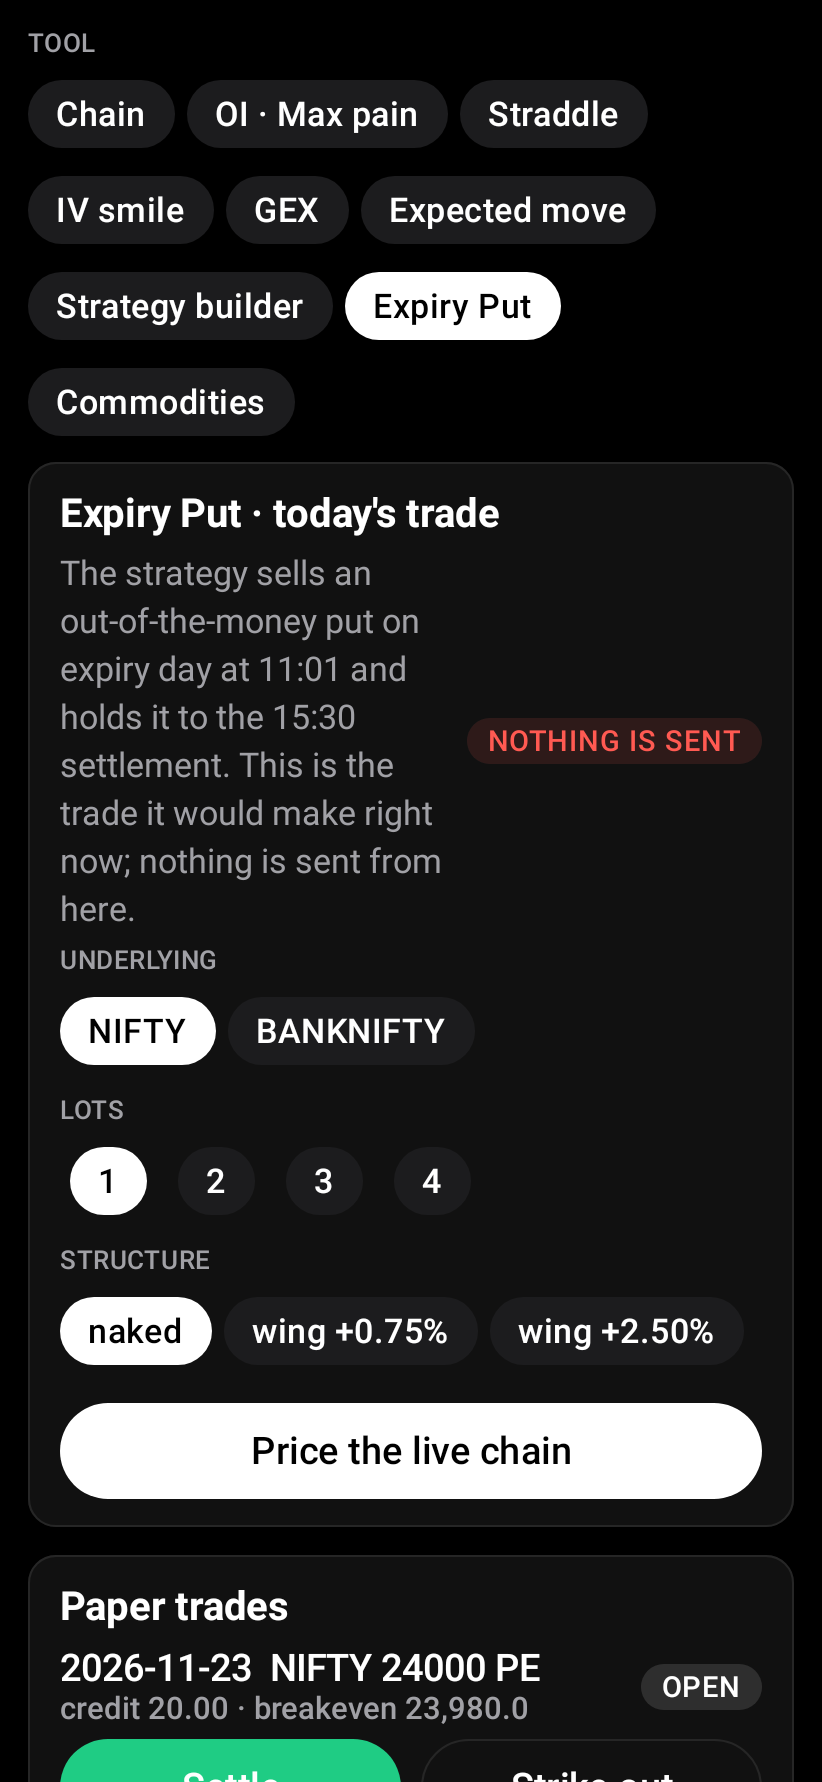 TOOL
Chain
OI · Max pain
Straddle
IV smile
GEX
Expected move
Strategy builder
Expiry Put
Commodities
Expiry Put · today's trade
The strategy sells an
out-of-the-money put on
expiry day at 11:01 and
holds it to the 15:30
settlement. This is the
trade it would make right
now; nothing is sent from
here.
NOTHING IS SENT
UNDERLYING
NIFTY
BANKNIFTY
LOTS
1
2
3
4
STRUCTURE
naked
wing +0.75%
wing +2.50%
Price the live chain
Paper trades
2026-11-23 NIFTY 24000 PE
credit 20.00 · breakeven 23,980.0
OPEN
Settle
Strike out